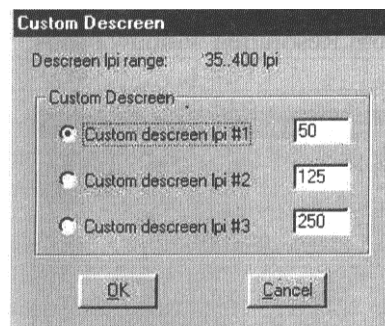 Custom Descreen
Descreen lpi range: 35..400 lpi
Custom Descreen
Custom descreen lpi #1 50
Custom descreen lpi #2 125
Custom descreen lpi #3 250
OK Cancel